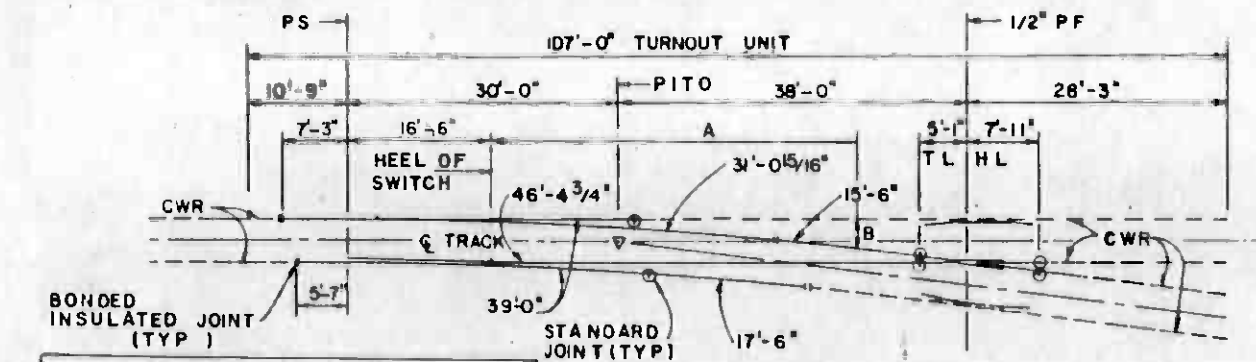 PS
1/2" PF
107'-0" TURNOUT UNIT
10'-9"
30'-0"
PITO
38'-0"
28'-3"
7'-3"
16'-6"
A
5'-1"
7'-11"
HEEL OF
SWITCH
TL
HL
46'-4 3/4"
31'-0 15/16"
15'-6"
CWR
℄ TRACK
B
CWR
BONDED
INSULATED JOINT
(TYP)
5'-7"
39'-0"
STANDARD
JOINT (TYP)
17'-6"